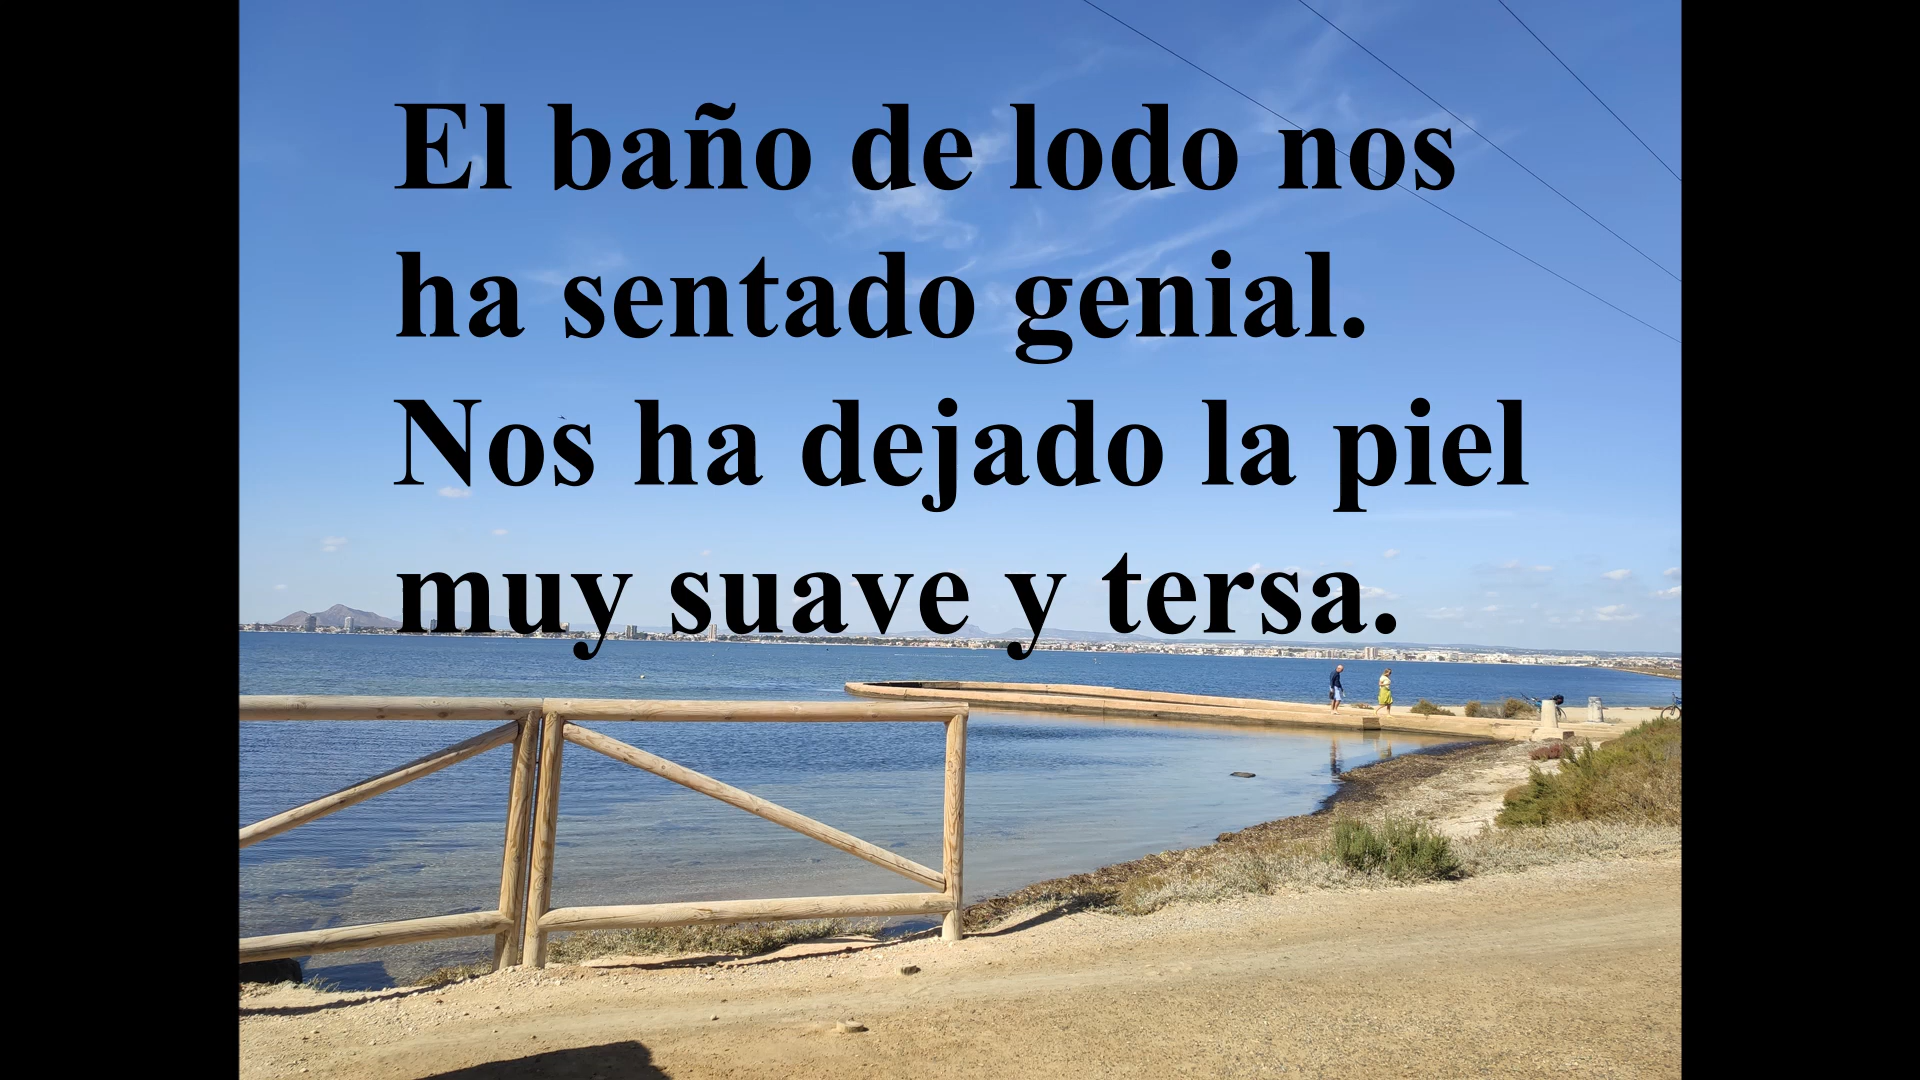 El baño de lodo nos
ha sentado genial.
Nos ha dejado la piel
muy suave y tersa.